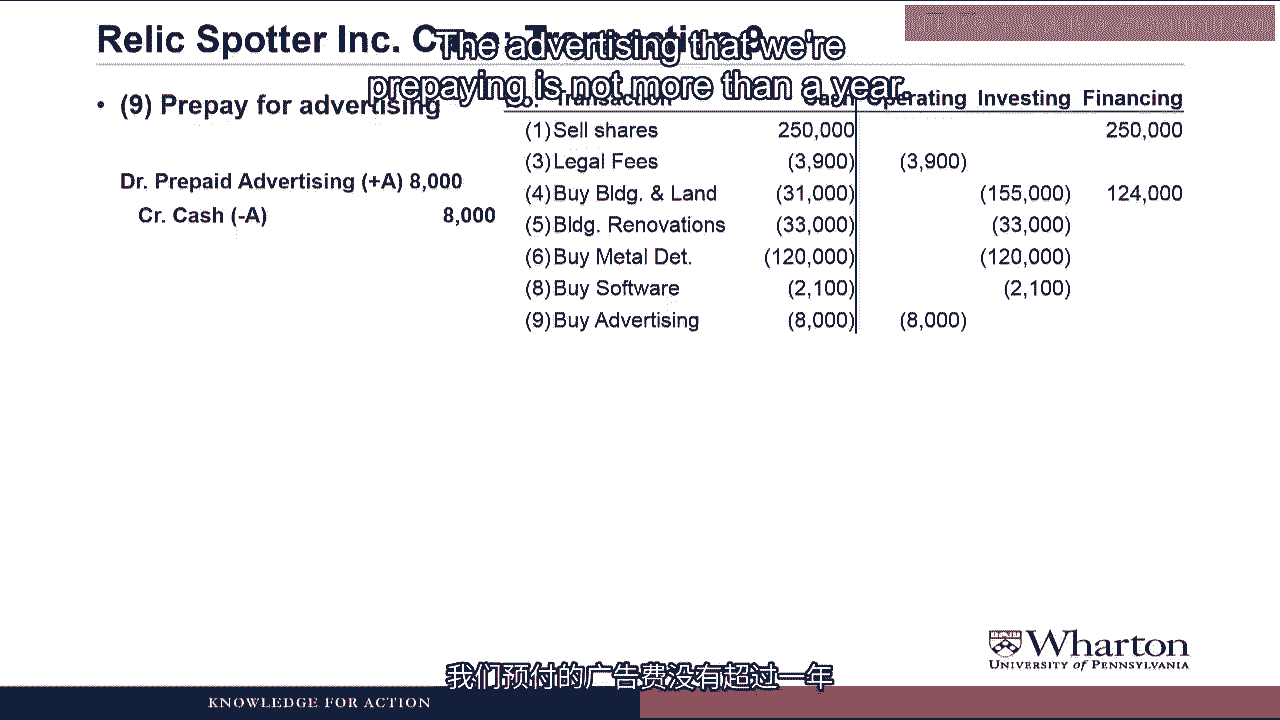 Relic Spotter Inc. Case: Transaction 9
The advertising that we're
prepaying is not more than a year.
• (9) Prepay for advertising
Dr. Prepaid Advertising (+A) 8,000
Cr. Cash (-A) 8,000
No. Transaction Cash Operating Investing Financing
(1) Sell shares 250,000 250,000
(3) Legal Fees (3,900) (3,900)
(4) Buy Bldg. & Land (31,000) (155,000) 124,000
(5) Bldg. Renovations (33,000) (33,000)
(6) Buy Metal Det. (120,000) (120,000)
(8) Buy Software (2,100) (2,100)
(9) Buy Advertising (8,000) (8,000)
Wharton
UNIVERSITY of PENNSYLVANIA
我们预付的广告费没有超过一年
KNOWLEDGE FOR ACTION